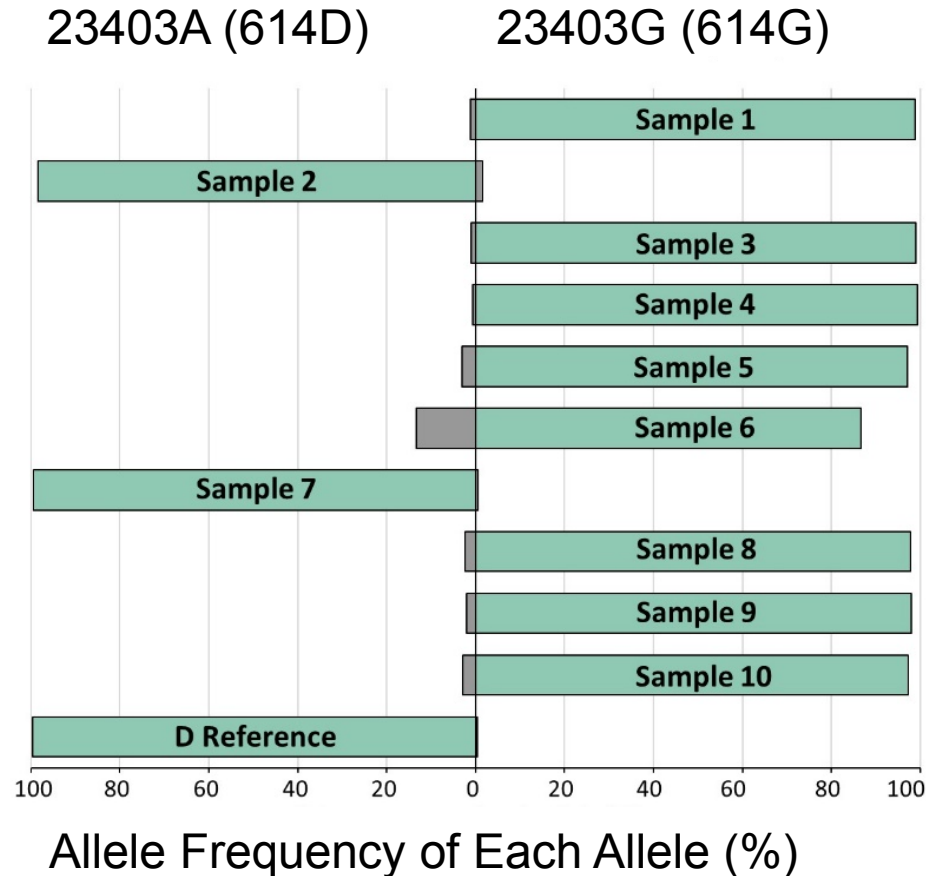 23403A (614D) 23403G (614G)
Sample 1
Sample 2
Sample 3
Sample 4
Sample 5
Sample 6
Sample 7
Sample 8
Sample 9
Sample 10
D Reference
100 80 60 40 20 0 20 40 60 80 100
Allele Frequency of Each Allele (%)